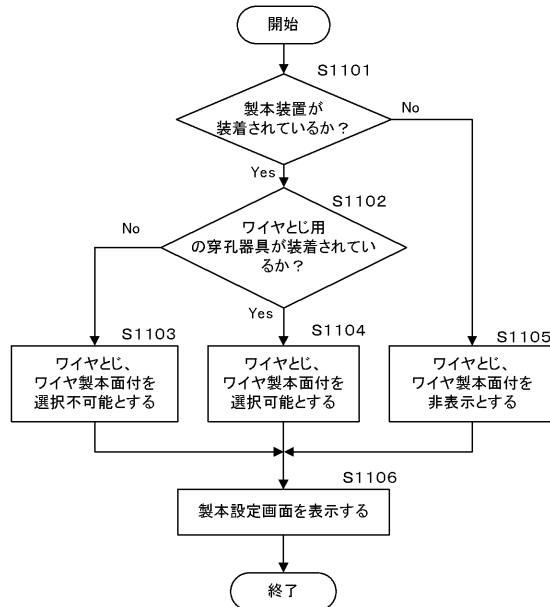 開始
S1101
製本装置が
装着されているか？
No
Yes
S1102
ワイヤとじ用
の穿孔器具が装着されてい
るか？
No
Yes
S1103
ワイヤとじ、
ワイヤ製本面付を
選択不可能とする
S1104
ワイヤとじ、
ワイヤ製本面付を
選択可能とする
S1105
ワイヤとじ、
ワイヤ製本面付を
非表示とする
S1106
製本設定画面を表示する
終了